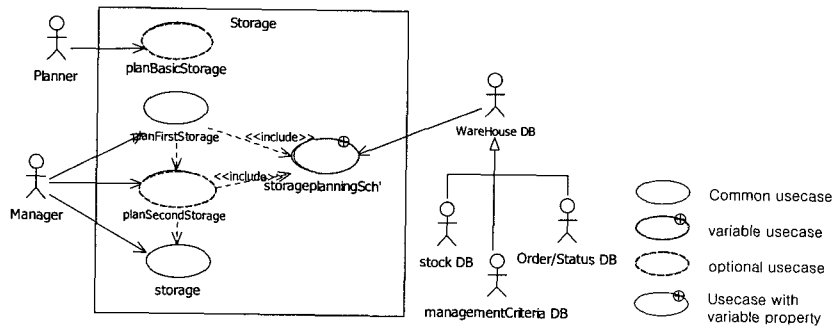 Storage
Planner
planBasicStorage
planFirstStorage
<<include>>
WareHouse DB
<<include>>
storageplanningSch'
Manager
planSecondStorage
storage
stock DB
Order/Status DB
managementCriteria DB
Common usecase
variable usecase
optional usecase
Usecase with
variable property